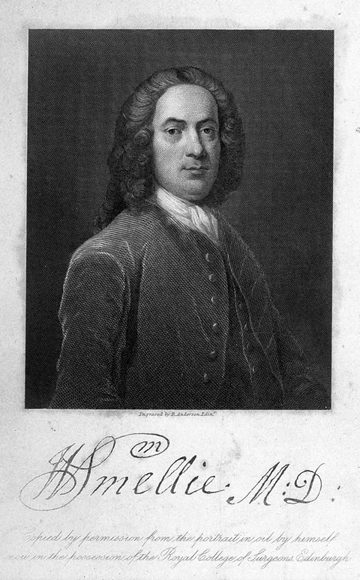 Engraved by R. Anderson, Edinr.
Wm Smellie. M:D:
copied by permission from the portrait in oil by himself
now in the possession of the Royal College of Surgeons, Edinburgh